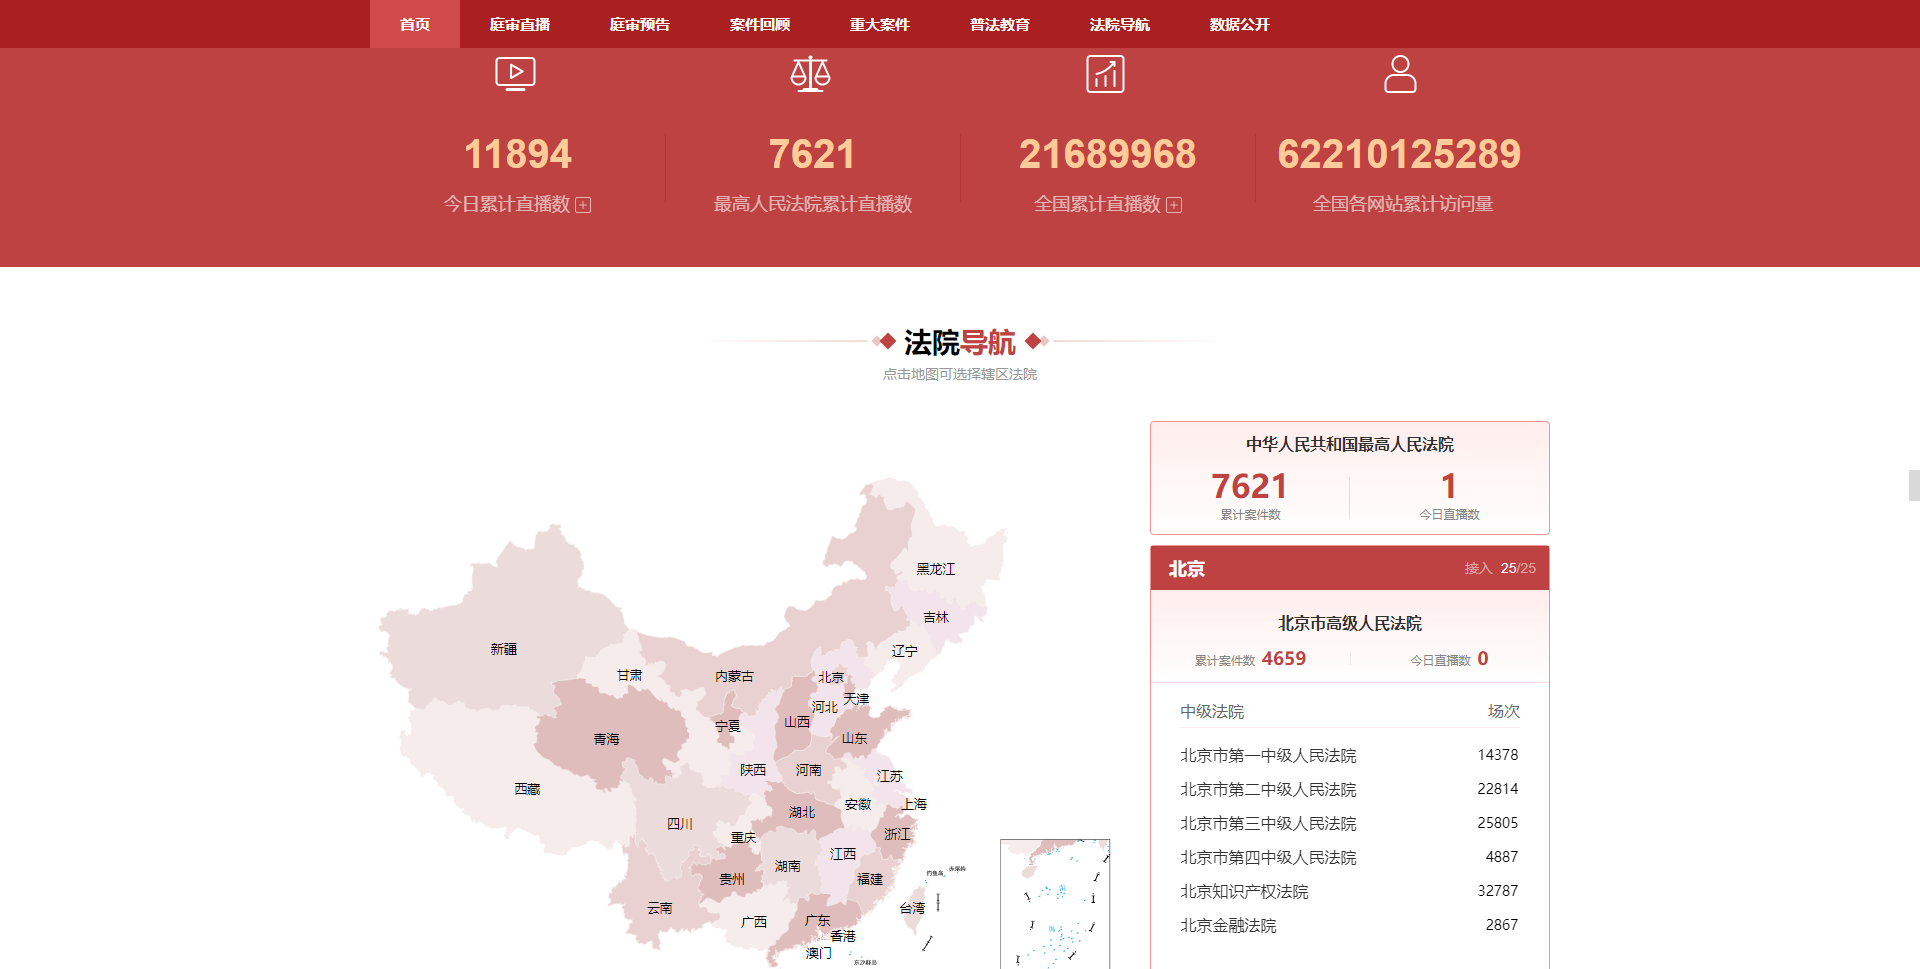 首页 庭审直播 庭审预告 案件回顾 重大案件 普法教育 法院导航 数据公开
11894 7621 21689968 62210125289
今日累计直播数 最高人民法院累计直播数 全国累计直播数 全国各网站累计访问量
法院导航
点击地图可选择辖区法院
中华人民共和国最高人民法院
7621 1
累计案件数 今日直播数
北京 接入 25/25
北京市高级人民法院
累计案件数 4659 今日直播数 0
中级法院 场次
北京市第一中级人民法院 14378
北京市第二中级人民法院 22814
北京市第三中级人民法院 25805
北京市第四中级人民法院 4887
北京知识产权法院 32787
北京金融法院 2867
黑龙江
吉林
辽宁
新疆
甘肃
内蒙古
北京
天津
河北
山西
宁夏
青海
山东
陕西
河南
江苏
西藏
安徽
上海
湖北
四川
重庆
浙江
江西
湖南
贵州
福建
云南
台湾
广西
广东
香港
澳门
钓鱼岛
东沙群岛